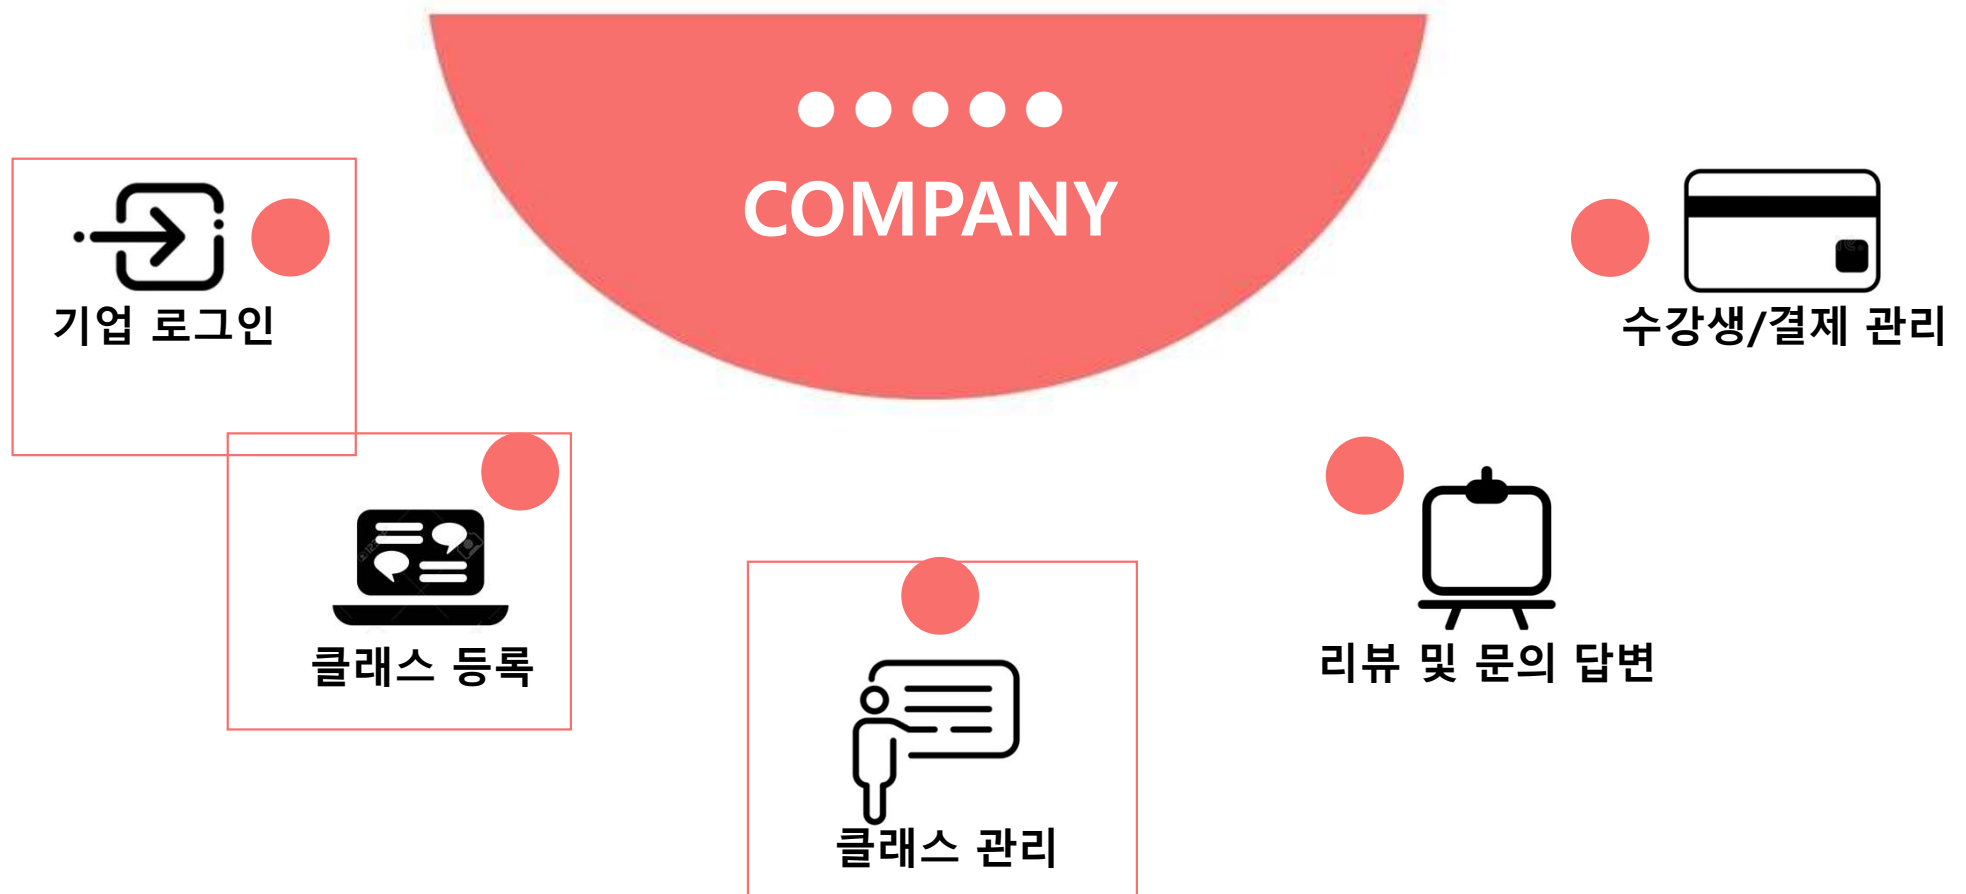 COMPANY
기업 로그인
수강생/결제 관리
클래스 등록
리뷰 및 문의 답변
클래스 관리